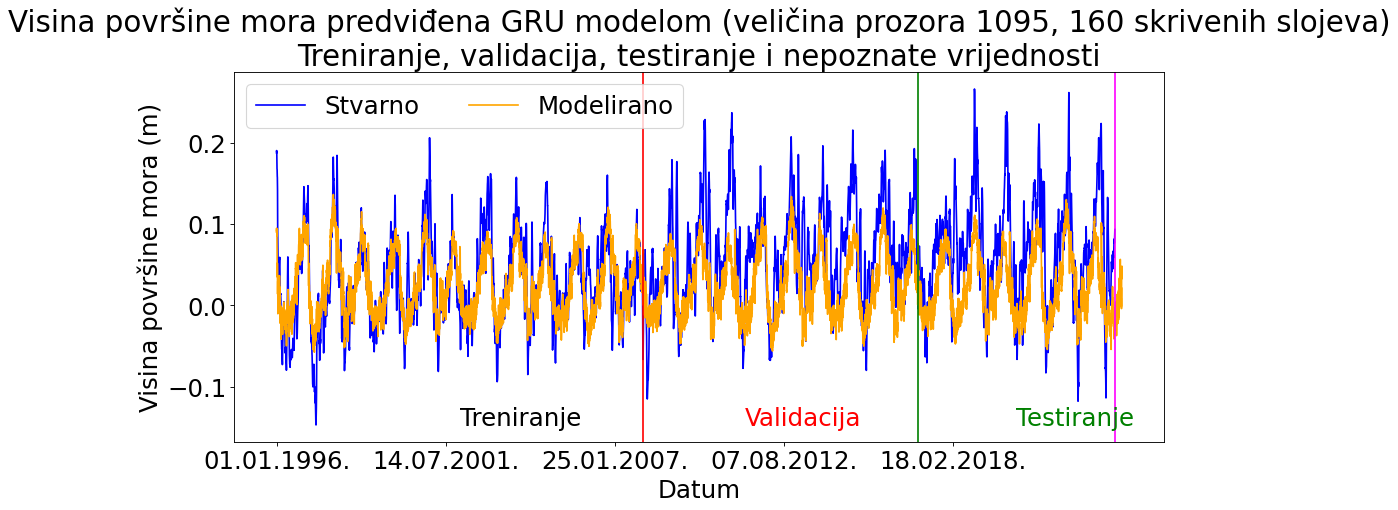 Visina površine mora predviđena GRU modelom (veličina prozora 1095, 160 skrivenih slojeva)
Treniranje, validacija, testiranje i nepoznate vrijednosti
Stvarno
Modelirano
Visina površine mora (m)
0.2
0.1
0.0
−0.1
Treniranje
Validacija
Testiranje
01.01.1996.
14.07.2001.
25.01.2007.
07.08.2012.
18.02.2018.
Datum